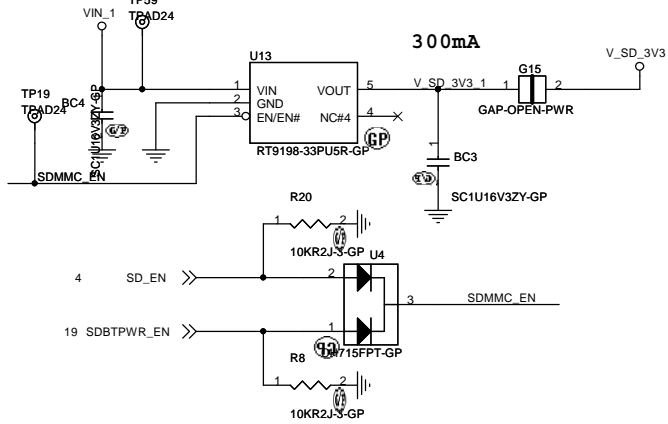 TP59
TPAD24
VIN_1
300mA
V_SD_3V3
TP19
TPAD24
BC4
SC1U16V3ZY-GP
U13
1 VIN VOUT 5
2 GND
3 EN/EN# NC#4 4
RT9198-33PU5R-GP
GP
V_SD_3V3_1
1 G15 2
GAP-OPEN-PWR
1
BC3
SC1U16V3ZY-GP
SDMMC_EN
R20
1 2
10KR2J-3-GP
U4
4 SD_EN 2
3 SDMMC_EN
19 SDBTPWR_EN 1
715FPT-GP
R8
1 2
10KR2J-3-GP